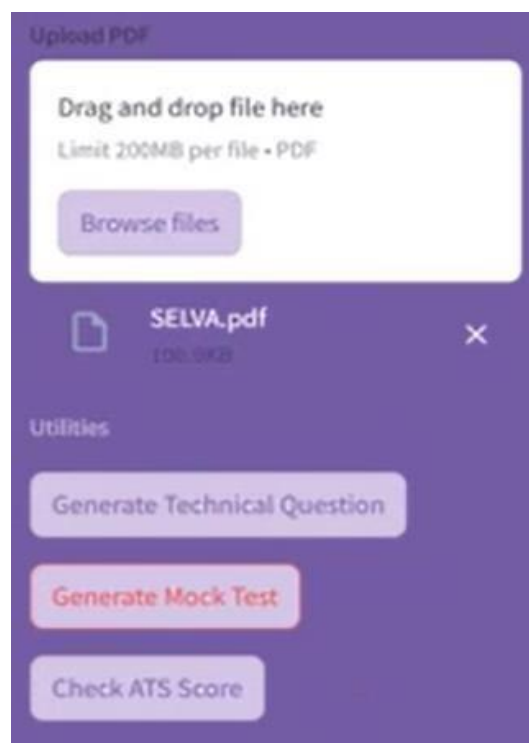 Upload PDF
Drag and drop file here
Limit 200MB per file • PDF
Browse files
SELVA.pdf
Utilities
Generate Technical Question
Generate Mock Test
Check ATS Score